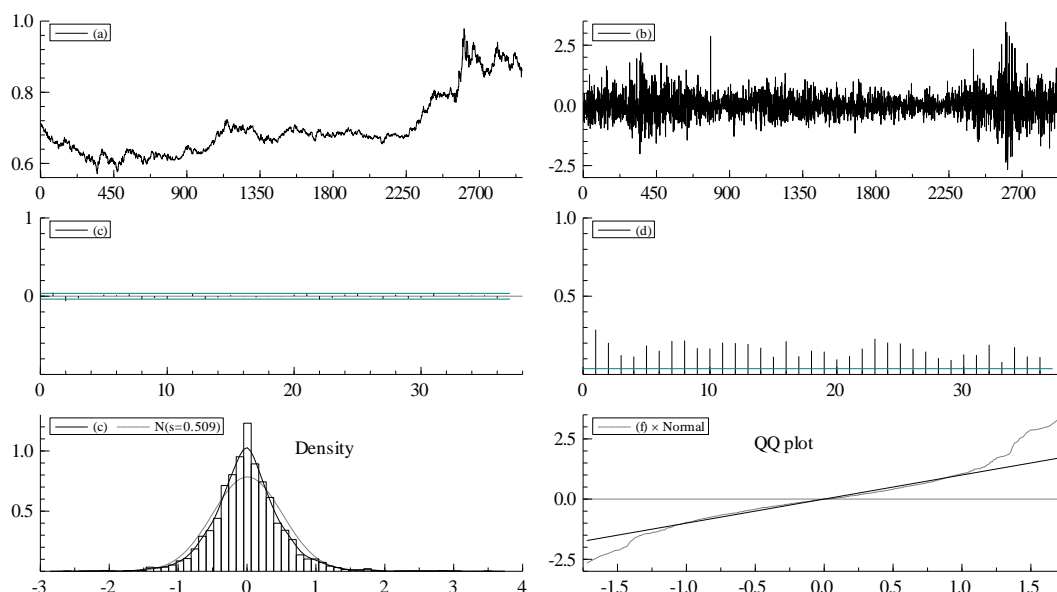 (a)
1.0
0.8
0.6
0 450 900 1350 1800 2250 2700
(b)
2.5
0.0
-2.5
0 450 900 1350 1800 2250 2700
(c)
1
0
0 10 20 30
(d)
1.0
0.5
0 10 20 30
(c) N(s=0.509)
Density
1.0
0.5
-3 -2 -1 0 1 2 3 4
(f) × Normal
QQ plot
2.5
0.0
-2.5
-1.5 -1.0 -0.5 0.0 0.5 1.0 1.5